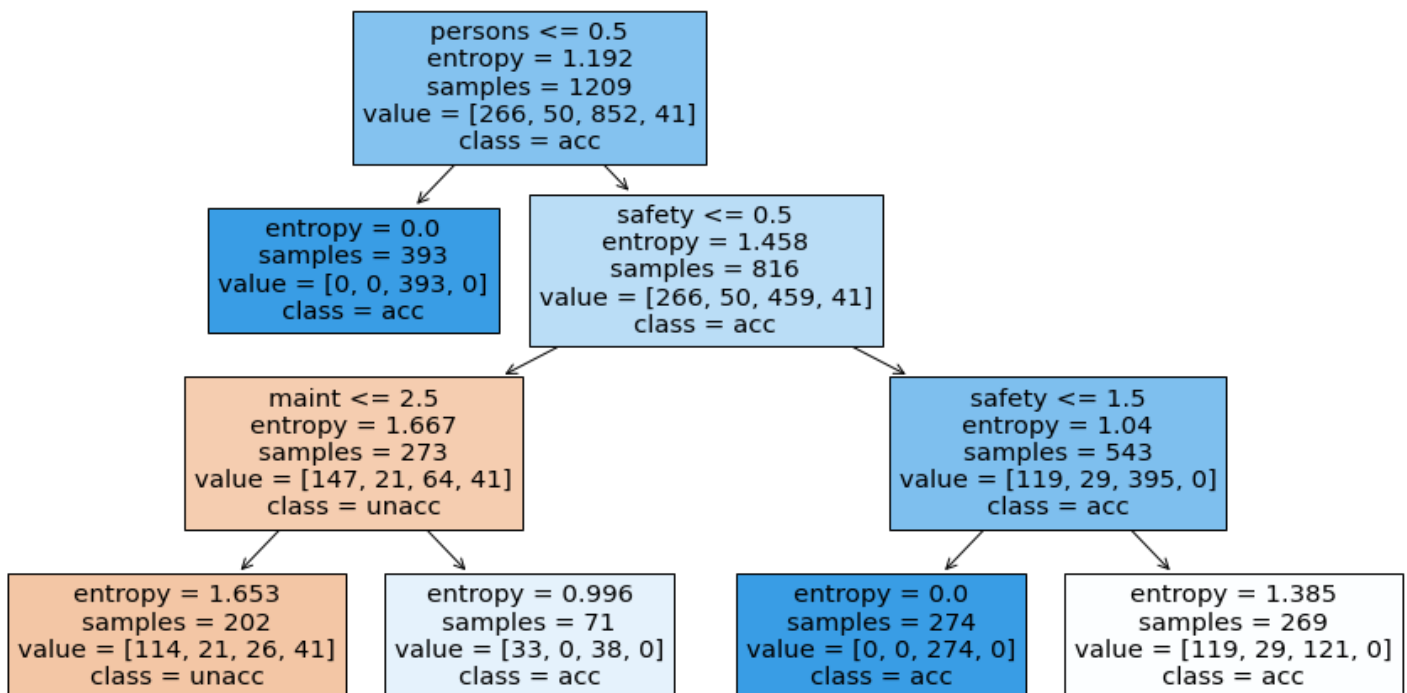 persons <= 0.5
entropy = 1.192
samples = 1209
value = [266, 50, 852, 41]
class = acc
entropy = 0.0
samples = 393
value = [0, 0, 393, 0]
class = acc
safety <= 0.5
entropy = 1.458
samples = 816
value = [266, 50, 459, 41]
class = acc
maint <= 2.5
entropy = 1.667
samples = 273
value = [147, 21, 64, 41]
class = unacc
safety <= 1.5
entropy = 1.04
samples = 543
value = [119, 29, 395, 0]
class = acc
entropy = 1.653
samples = 202
value = [114, 21, 26, 41]
class = unacc
entropy = 0.996
samples = 71
value = [33, 0, 38, 0]
class = acc
entropy = 0.0
samples = 274
value = [0, 0, 274, 0]
class = acc
entropy = 1.385
samples = 269
value = [119, 29, 121, 0]
class = acc